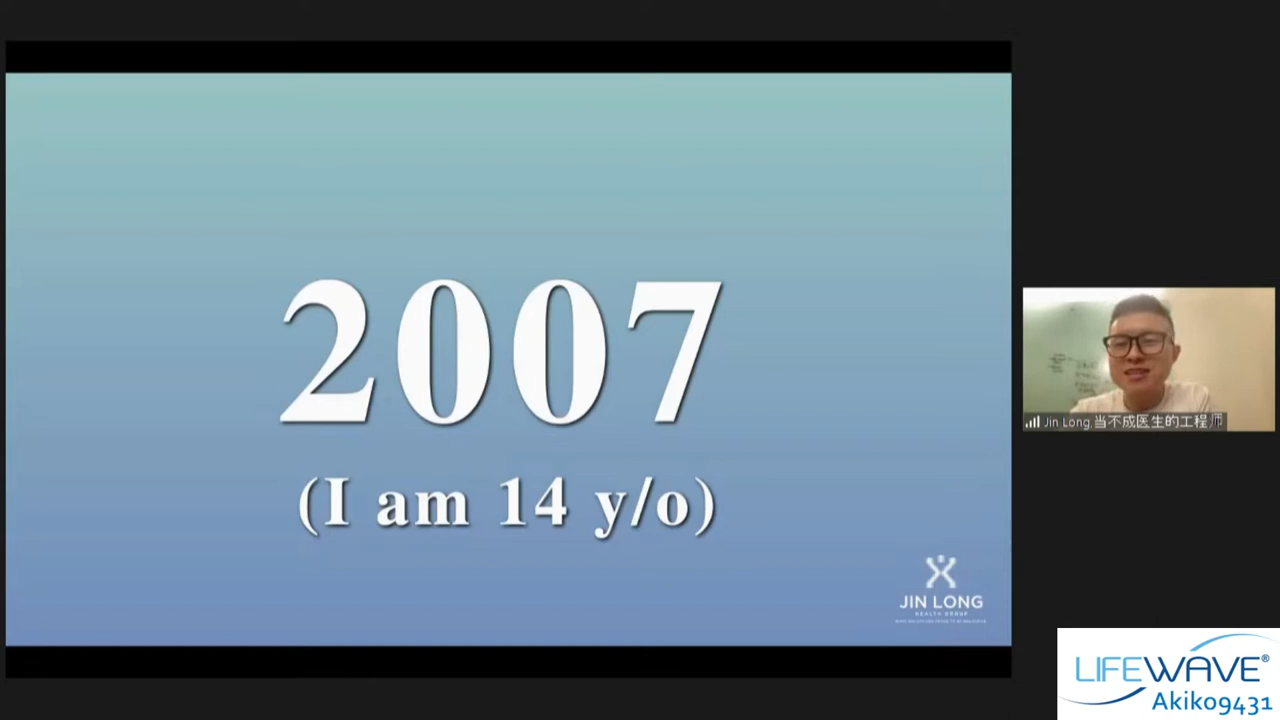 2007
(I am 14 y/o)
JIN LONG
HEALTH GROUP
Jin Long 当不成医生的工程师
LIFEWAVE®
Akiko9431